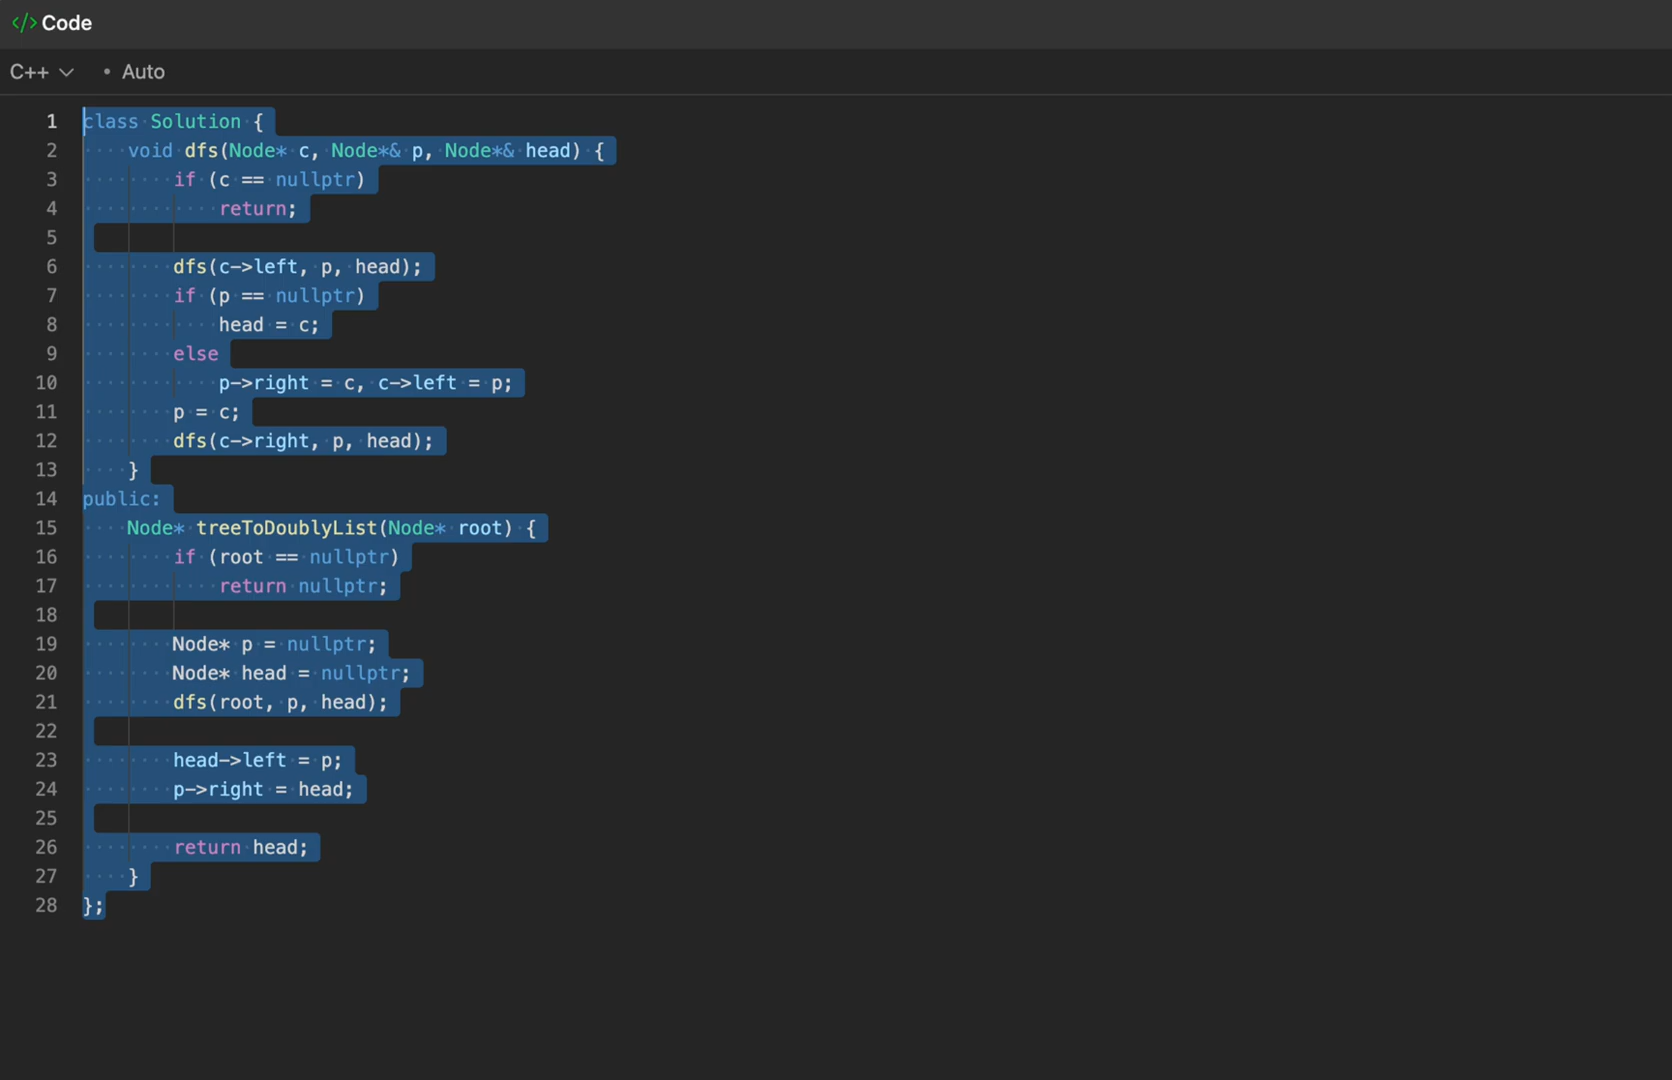 </> Code
C++ • Auto
1 class Solution {
2     void dfs(Node* c, Node*& p, Node*& head) {
3         if (c == nullptr)
4             return;
5
6         dfs(c->left, p, head);
7         if (p == nullptr)
8             head = c;
9         else
10             p->right = c, c->left = p;
11         p = c;
12         dfs(c->right, p, head);
13     }
14 public:
15     Node* treeToDoublyList(Node* root) {
16         if (root == nullptr)
17             return nullptr;
18
19         Node* p = nullptr;
20         Node* head = nullptr;
21         dfs(root, p, head);
22
23         head->left = p;
24         p->right = head;
25
26         return head;
27     }
28 };